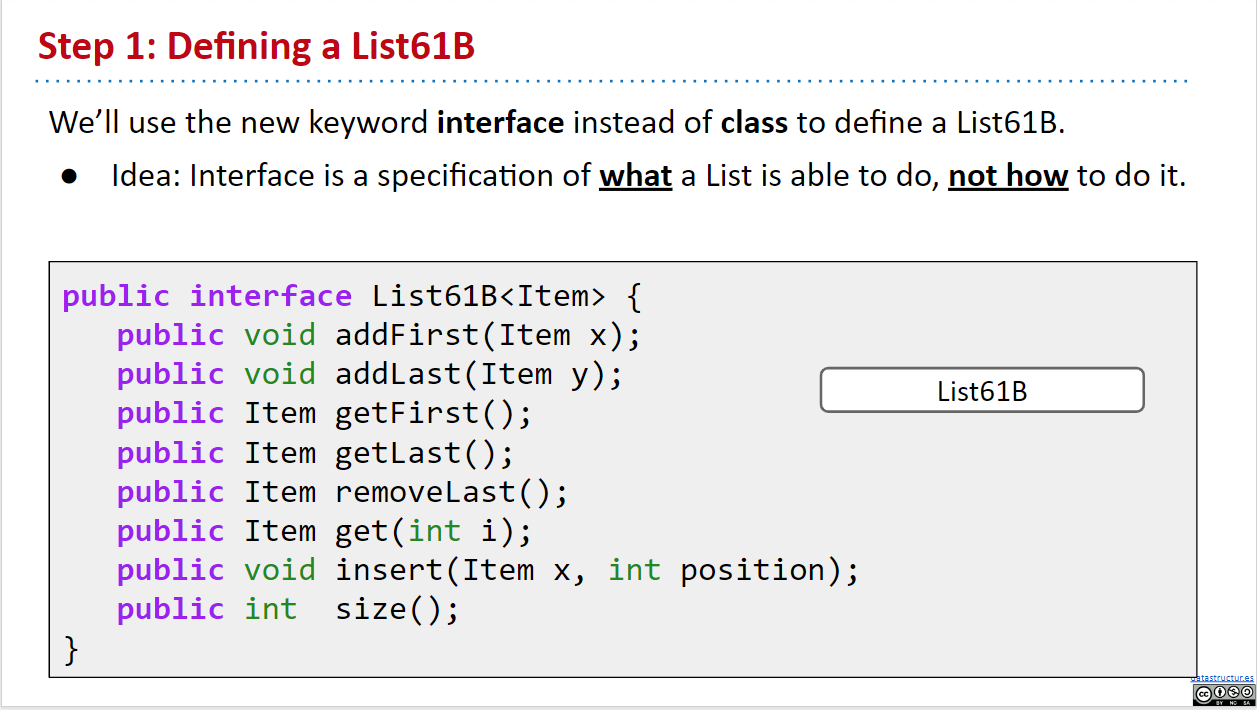 Step 1: Defining a List61B
We’ll use the new keyword interface instead of class to define a List61B.
● Idea: Interface is a specification of what a List is able to do, not how to do it.
public interface List61B<Item> {
   public void addFirst(Item x);
   public void addLast(Item y);
   public Item getFirst();
   public Item getLast();
   public Item removeLast();
   public Item get(int i);
   public void insert(Item x, int position);
   public int  size();
}
List61B
datastructur.es
cc
BY NC SA